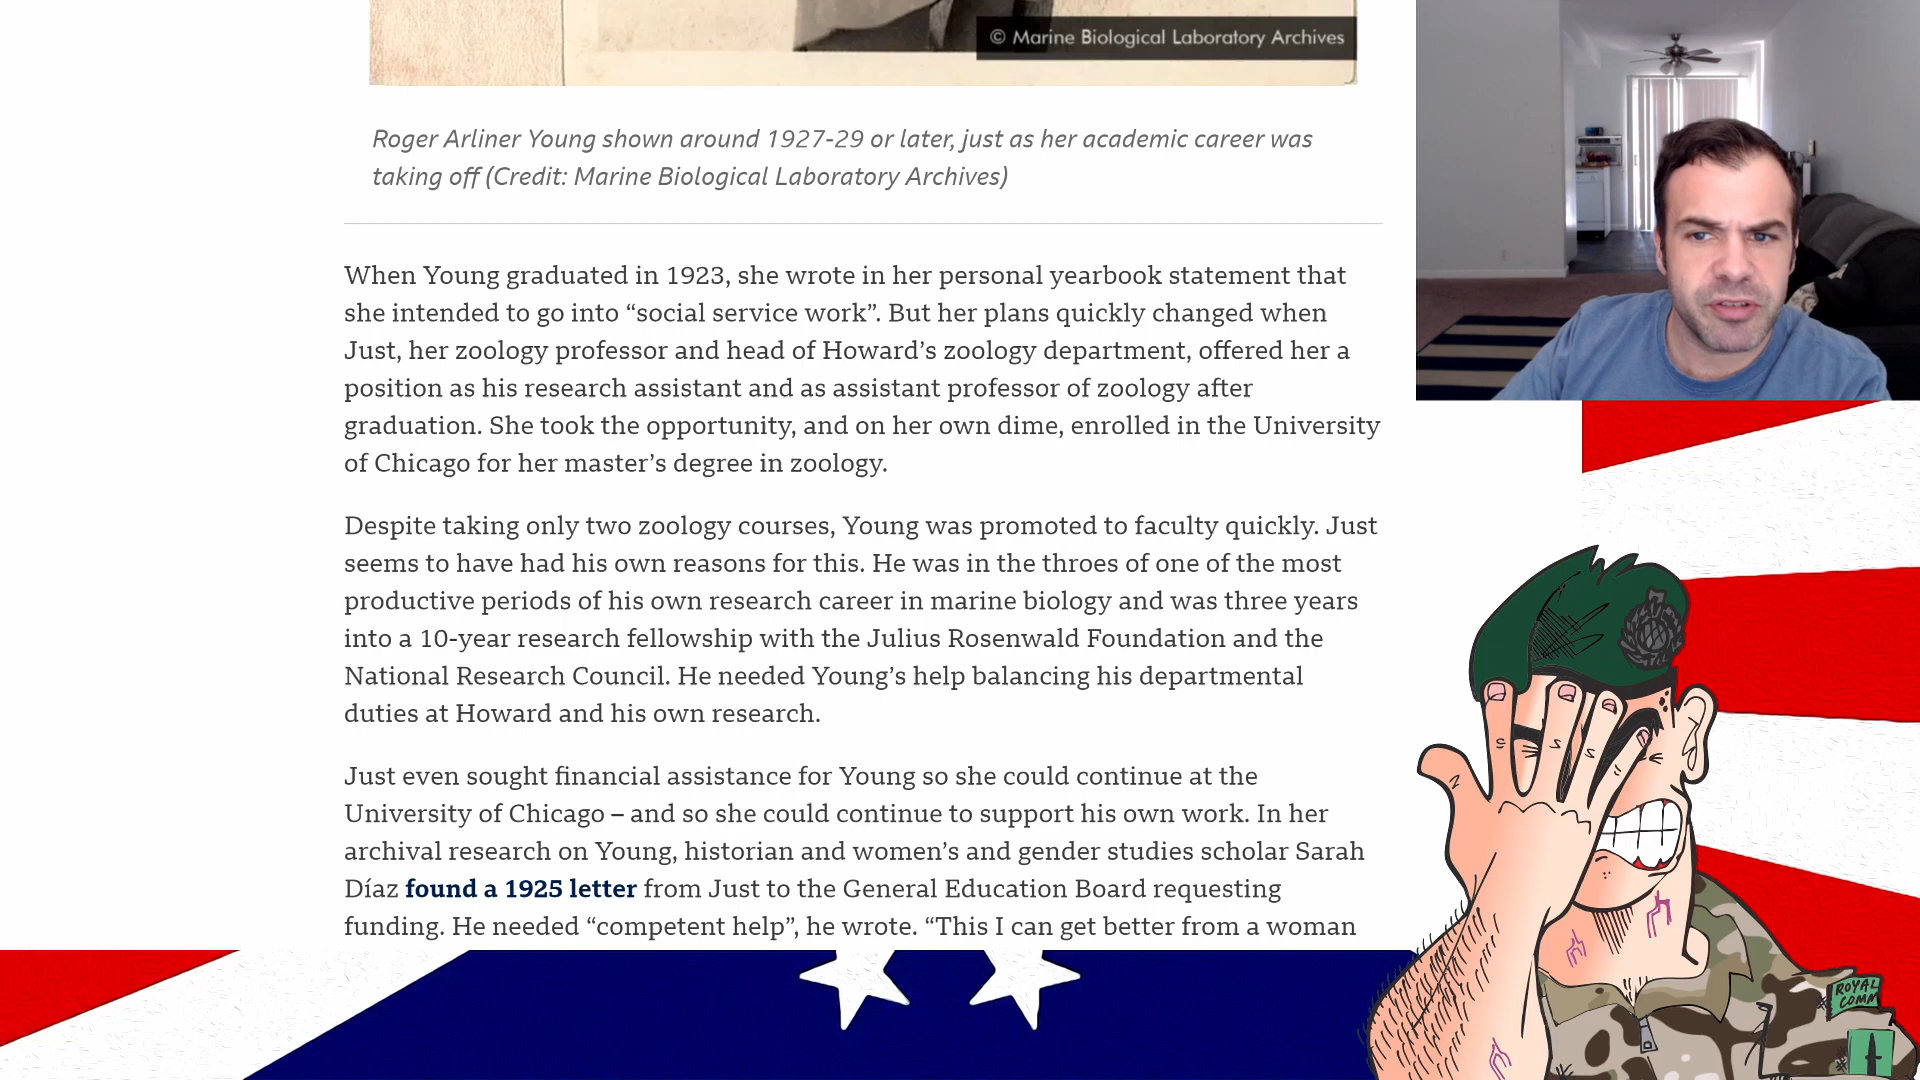 © Marine Biological Laboratory Archives
Roger Arliner Young shown around 1927-29 or later, just as her academic career was
taking off (Credit: Marine Biological Laboratory Archives)
When Young graduated in 1923, she wrote in her personal yearbook statement that
she intended to go into “social service work”. But her plans quickly changed when
Just, her zoology professor and head of Howard’s zoology department, offered her a
position as his research assistant and as assistant professor of zoology after
graduation. She took the opportunity, and on her own dime, enrolled in the University
of Chicago for her master’s degree in zoology.
Despite taking only two zoology courses, Young was promoted to faculty quickly. Just
seems to have had his own reasons for this. He was in the throes of one of the most
productive periods of his own research career in marine biology and was three years
into a 10-year research fellowship with the Julius Rosenwald Foundation and the
National Research Council. He needed Young’s help balancing his departmental
duties at Howard and his own research.
Just even sought financial assistance for Young so she could continue at the
University of Chicago – and so she could continue to support his own work. In her
archival research on Young, historian and women’s and gender studies scholar Sarah
Díaz found a 1925 letter from Just to the General Education Board requesting
funding. He needed “competent help”, he wrote. “This I can get better from a woman
ROYAL
COMM